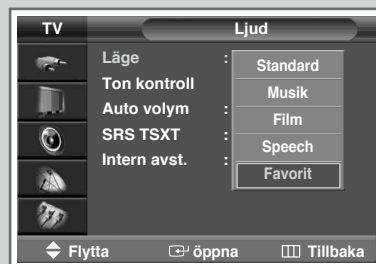 TV
Ljud
Läge :
Ton kontroll
Auto volym :
SRS TSXT :
Intern avst. :
Standard
Musik
Film
Speech
Favorit
Flytta öppna Tillbaka